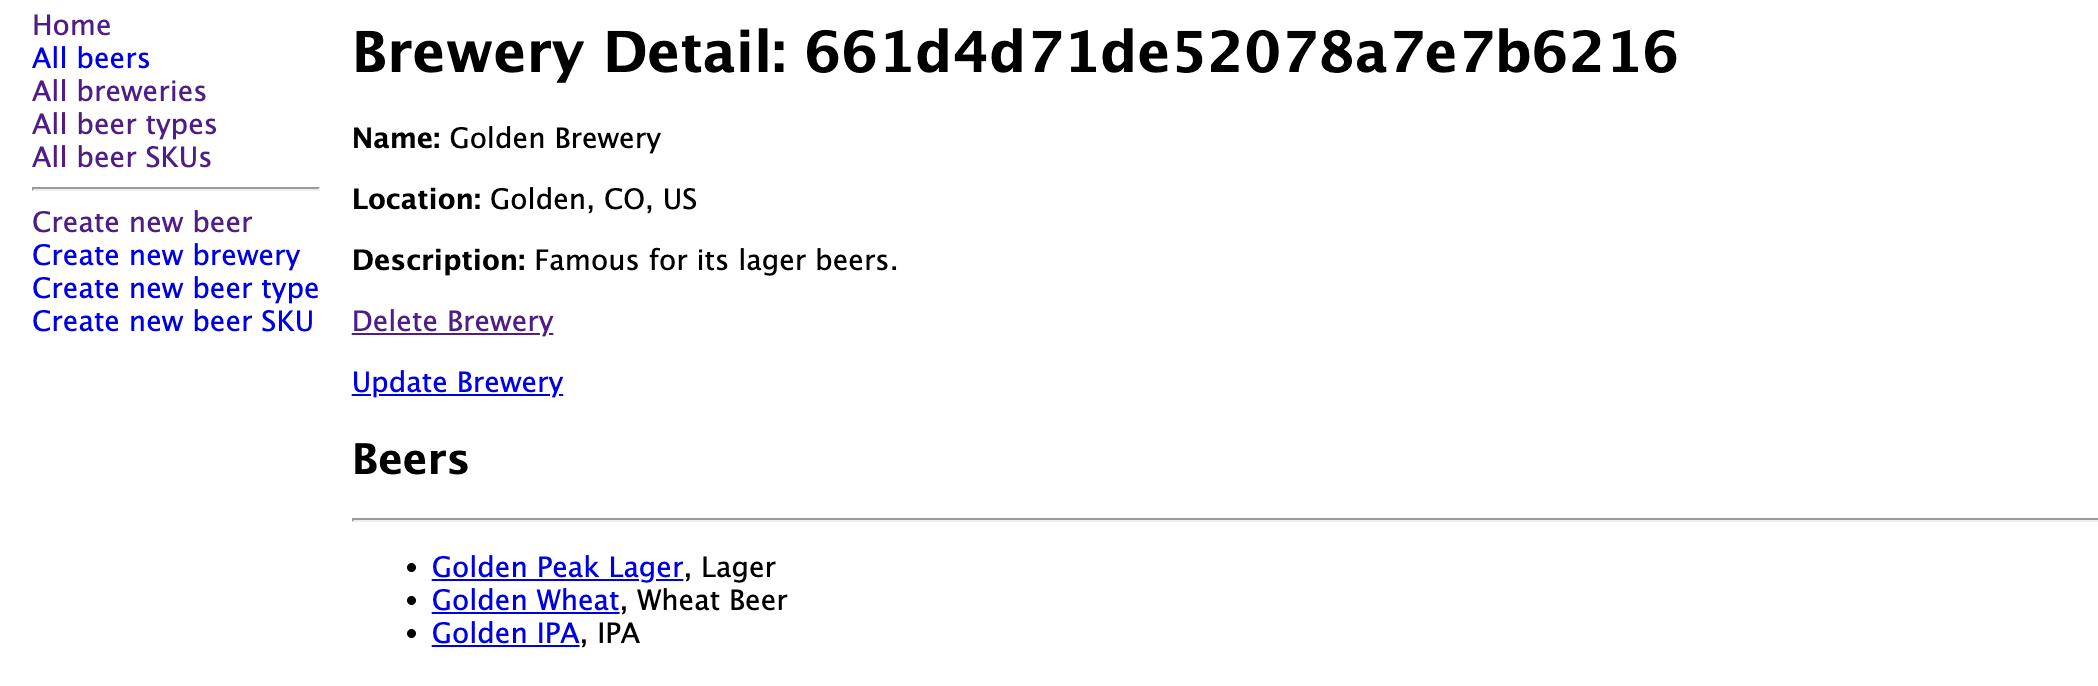 Home
All beers
All breweries
All beer types
All beer SKUs
Create new beer
Create new brewery
Create new beer type
Create new beer SKU
Brewery Detail: 661d4d71de52078a7e7b6216
Name: Golden Brewery
Location: Golden, CO, US
Description: Famous for its lager beers.
Delete Brewery
Update Brewery
Beers
• Golden Peak Lager, Lager
• Golden Wheat, Wheat Beer
• Golden IPA, IPA